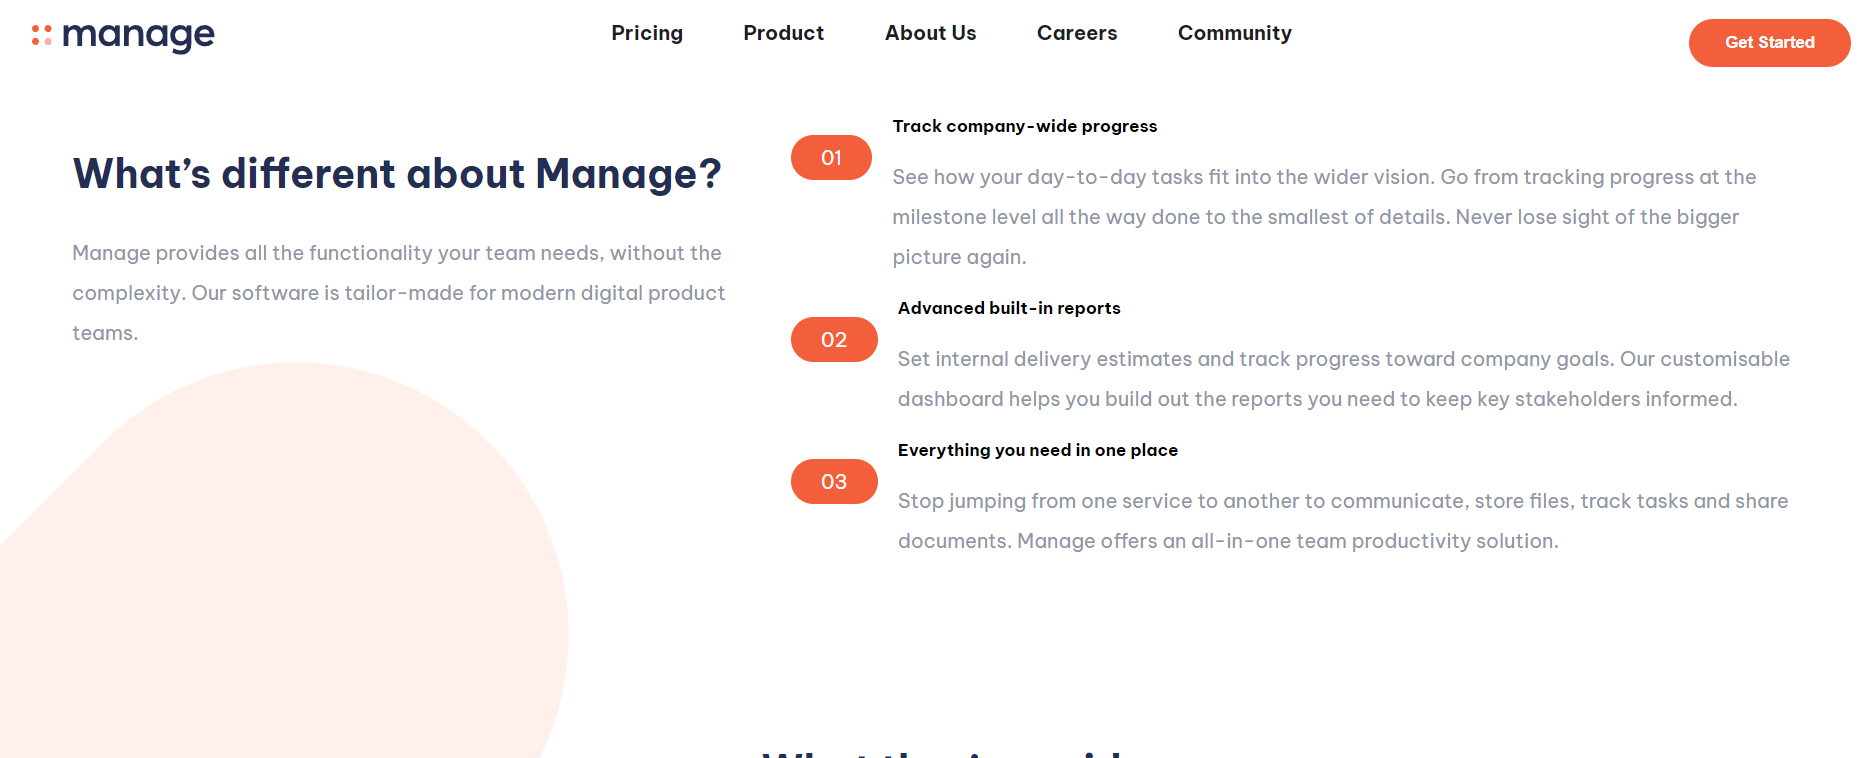 manage
Pricing
Product
About Us
Careers
Community
Get Started
What’s different about Manage?
Manage provides all the functionality your team needs, without the
complexity. Our software is tailor-made for modern digital product
teams.
01
Track company-wide progress
See how your day-to-day tasks fit into the wider vision. Go from tracking progress at the
milestone level all the way done to the smallest of details. Never lose sight of the bigger
picture again.
02
Advanced built-in reports
Set internal delivery estimates and track progress toward company goals. Our customisable
dashboard helps you build out the reports you need to keep key stakeholders informed.
03
Everything you need in one place
Stop jumping from one service to another to communicate, store files, track tasks and share
documents. Manage offers an all-in-one team productivity solution.